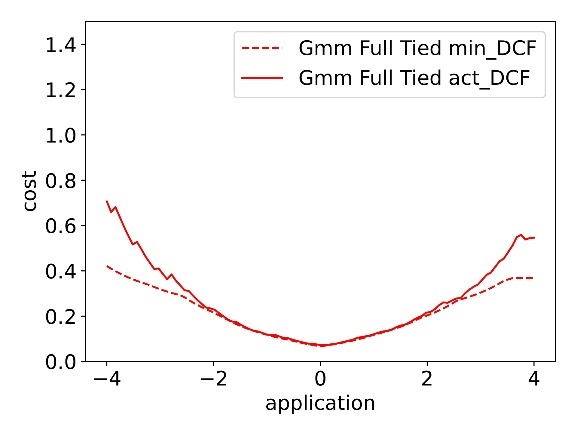 Gmm Full Tied min_DCF
Gmm Full Tied act_DCF
1.4
1.2
1.0
0.8
0.6
0.4
0.2
0.0
cost
−4 −2 0 2 4
application